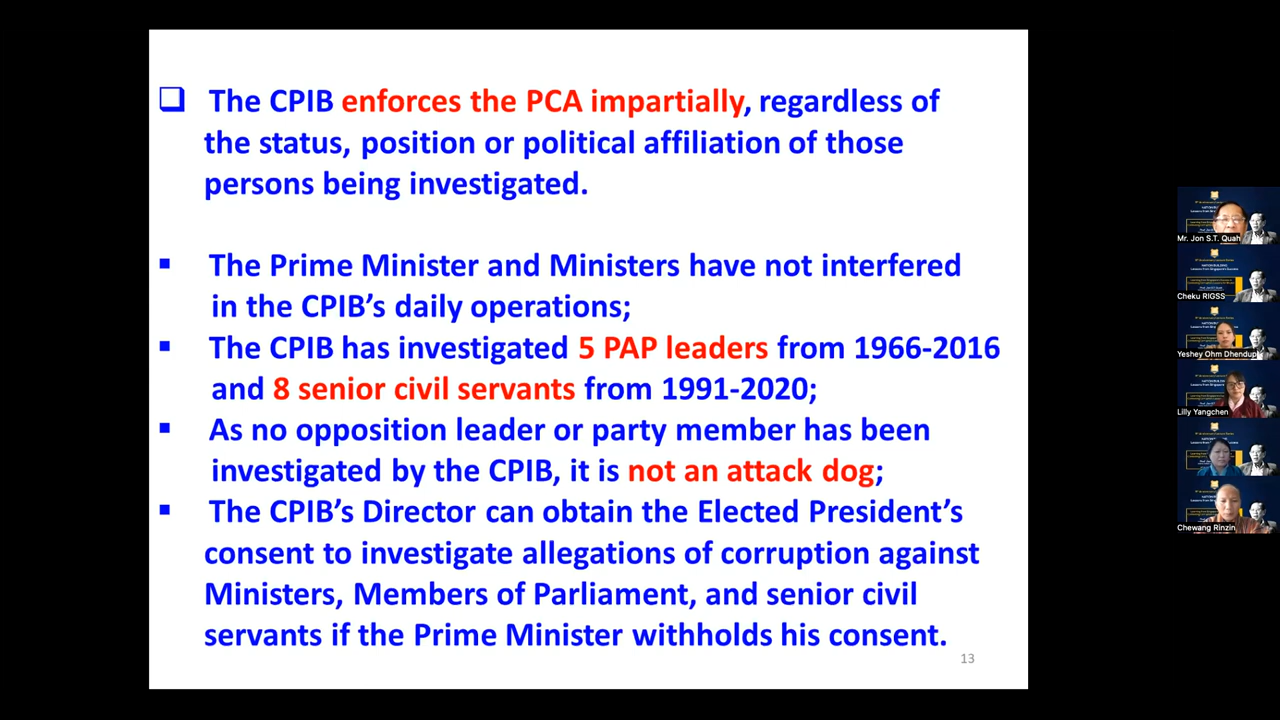 ❑ The CPIB enforces the PCA impartially, regardless of
the status, position or political affiliation of those
persons being investigated.
▪ The Prime Minister and Ministers have not interfered
in the CPIB’s daily operations;
▪ The CPIB has investigated 5 PAP leaders from 1966-2016
and 8 senior civil servants from 1991-2020;
▪ As no opposition leader or party member has been
investigated by the CPIB, it is not an attack dog;
▪ The CPIB’s Director can obtain the Elected President’s
consent to investigate allegations of corruption against
Ministers, Members of Parliament, and senior civil
servants if the Prime Minister withholds his consent.
13
Mr. Jon S.T. Quah
Cheku RIGSS
Yeshey Ohm Dhendup
Lilly Yangchen
Chewang Rinzin